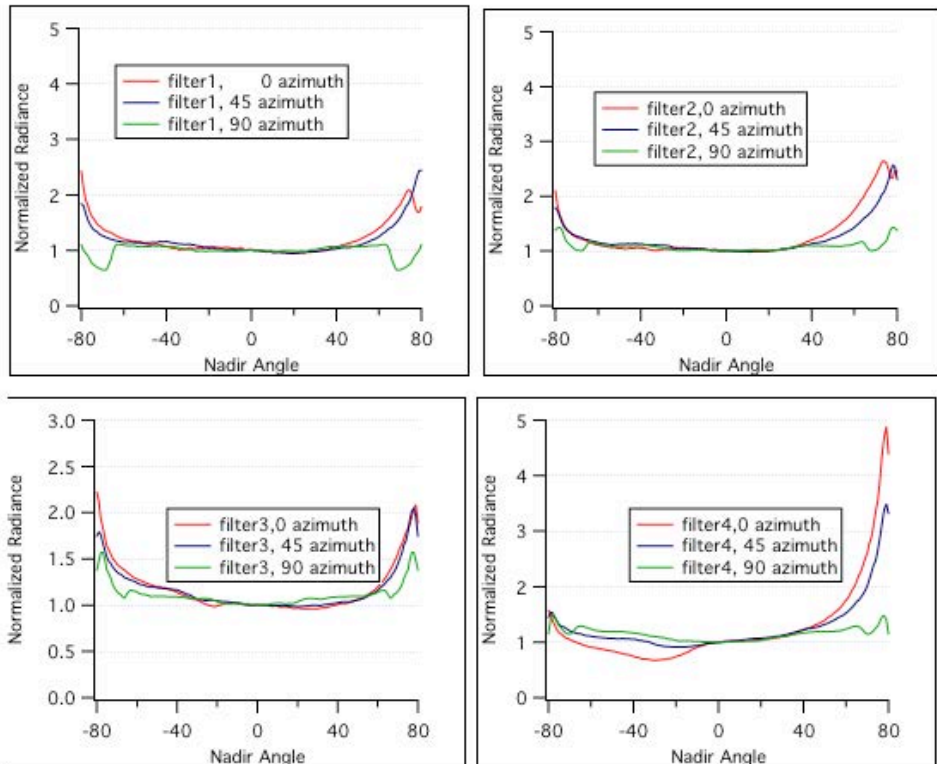 5
4
3
2
1
0
Normalized Radiance
filter1, 0 azimuth
filter1, 45 azimuth
filter1, 90 azimuth
-80 -40 0 40 80
Nadir Angle
5
4
3
2
1
0
Normalized Radiance
filter2,0 azimuth
filter2, 45 azimuth
filter2, 90 azimuth
-80 -40 0 40 80
Nadir Angle
3.0
2.5
2.0
1.5
1.0
0.5
0.0
Normalized Radiance
filter3,0 azimuth
filter3, 45 azimuth
filter3, 90 azimuth
-80 -40 0 40 80
Nadir Angle
5
4
3
2
1
0
Normalized Radiance
filter4,0 azimuth
filter4, 45 azimuth
filter4, 90 azimuth
-80 -40 0 40 80
Nadir Angle